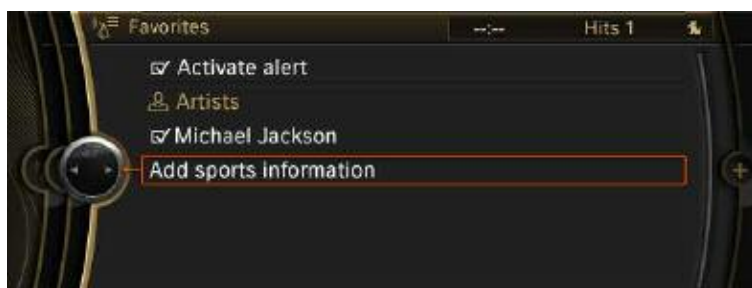 Favorites --:-- Hits 1
Activate alert
Artists
Michael Jackson
Add sports information